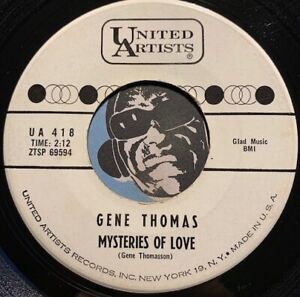 UNITED
ARTISTS
UA 418
TIME: 2:12
ZTSP 69594
Glad Music
BMI
GENE THOMAS
MYSTERIES OF LOVE
(Gene Thomasson)
UNITED ARTISTS RECORDS, INC. NEW YORK 19, N.Y. MADE IN U.S.A.